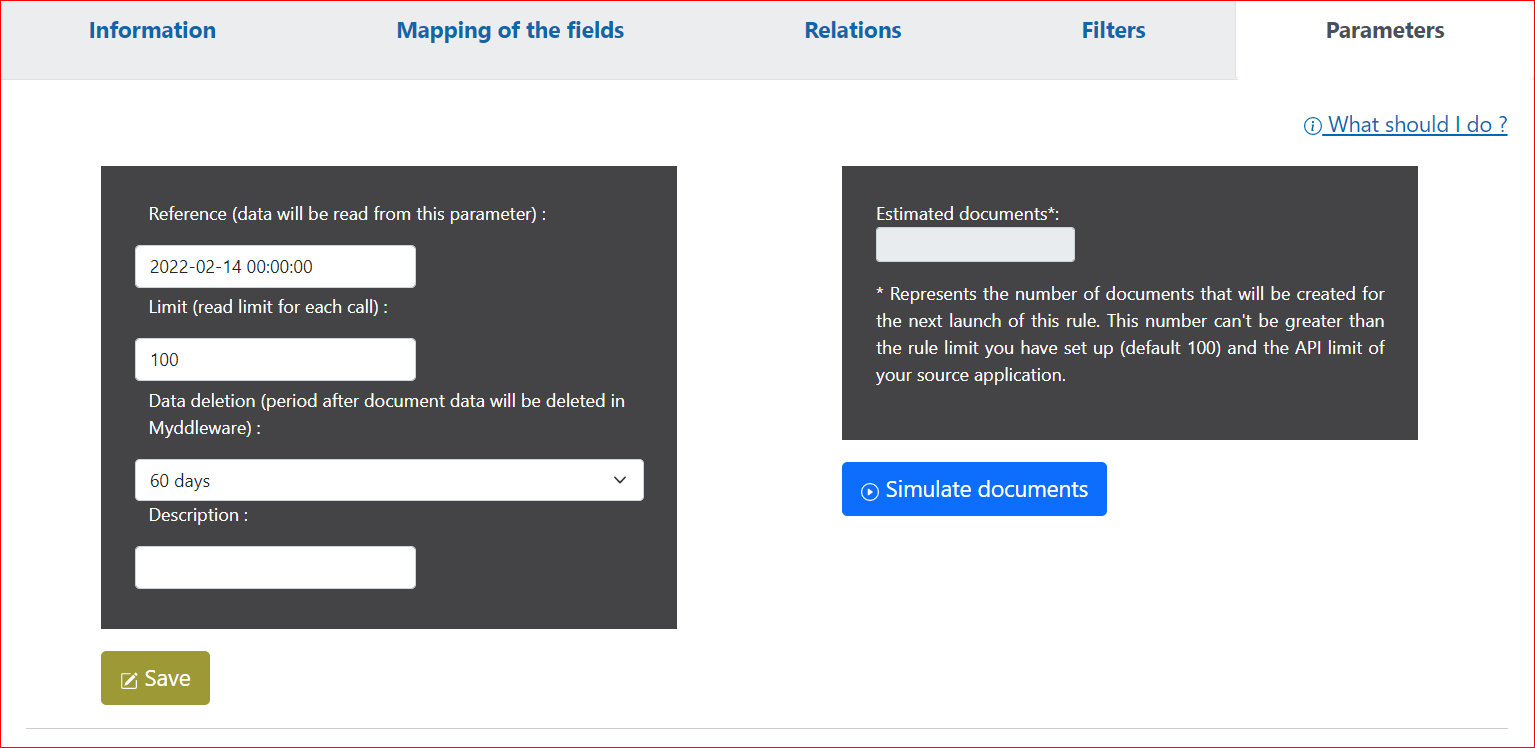 Information
Mapping of the fields
Relations
Filters
Parameters
What should I do ?
Reference (data will be read from this parameter) :
2022-02-14 00:00:00
Limit (read limit for each call) :
100
Data deletion (period after document data will be deleted in
Myddleware) :
60 days
Description :
Save
Estimated documents*:
* Represents the number of documents that will be created for
the next launch of this rule. This number can't be greater than
the rule limit you have set up (default 100) and the API limit of
your source application.
Simulate documents